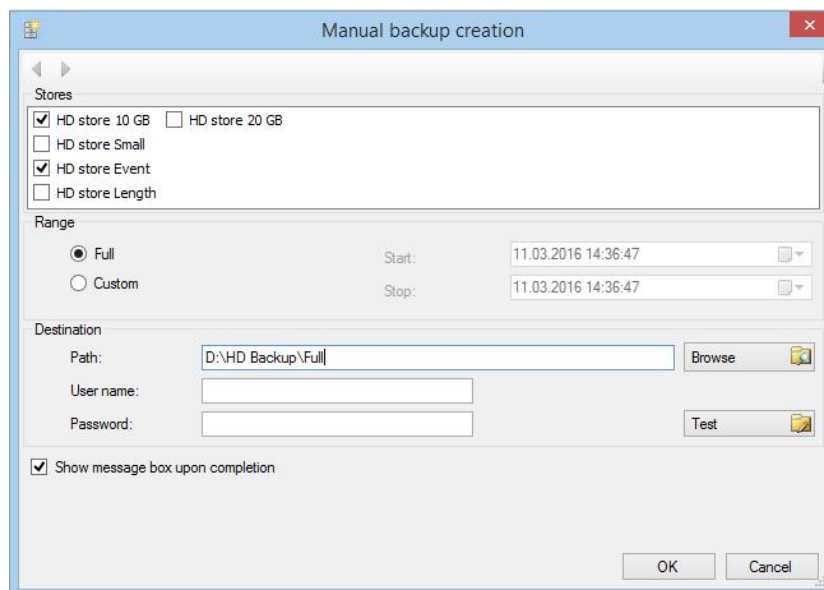 Manual backup creation
Stores
HD store 10 GB HD store 20 GB
HD store Small
HD store Event
HD store Length
Range
Full Start: 11.03.2016 14:36:47
Custom Stop: 11.03.2016 14:36:47
Destination
Path: D:\HD Backup\Full Browse
User name:
Password: Test
Show message box upon completion
OK Cancel